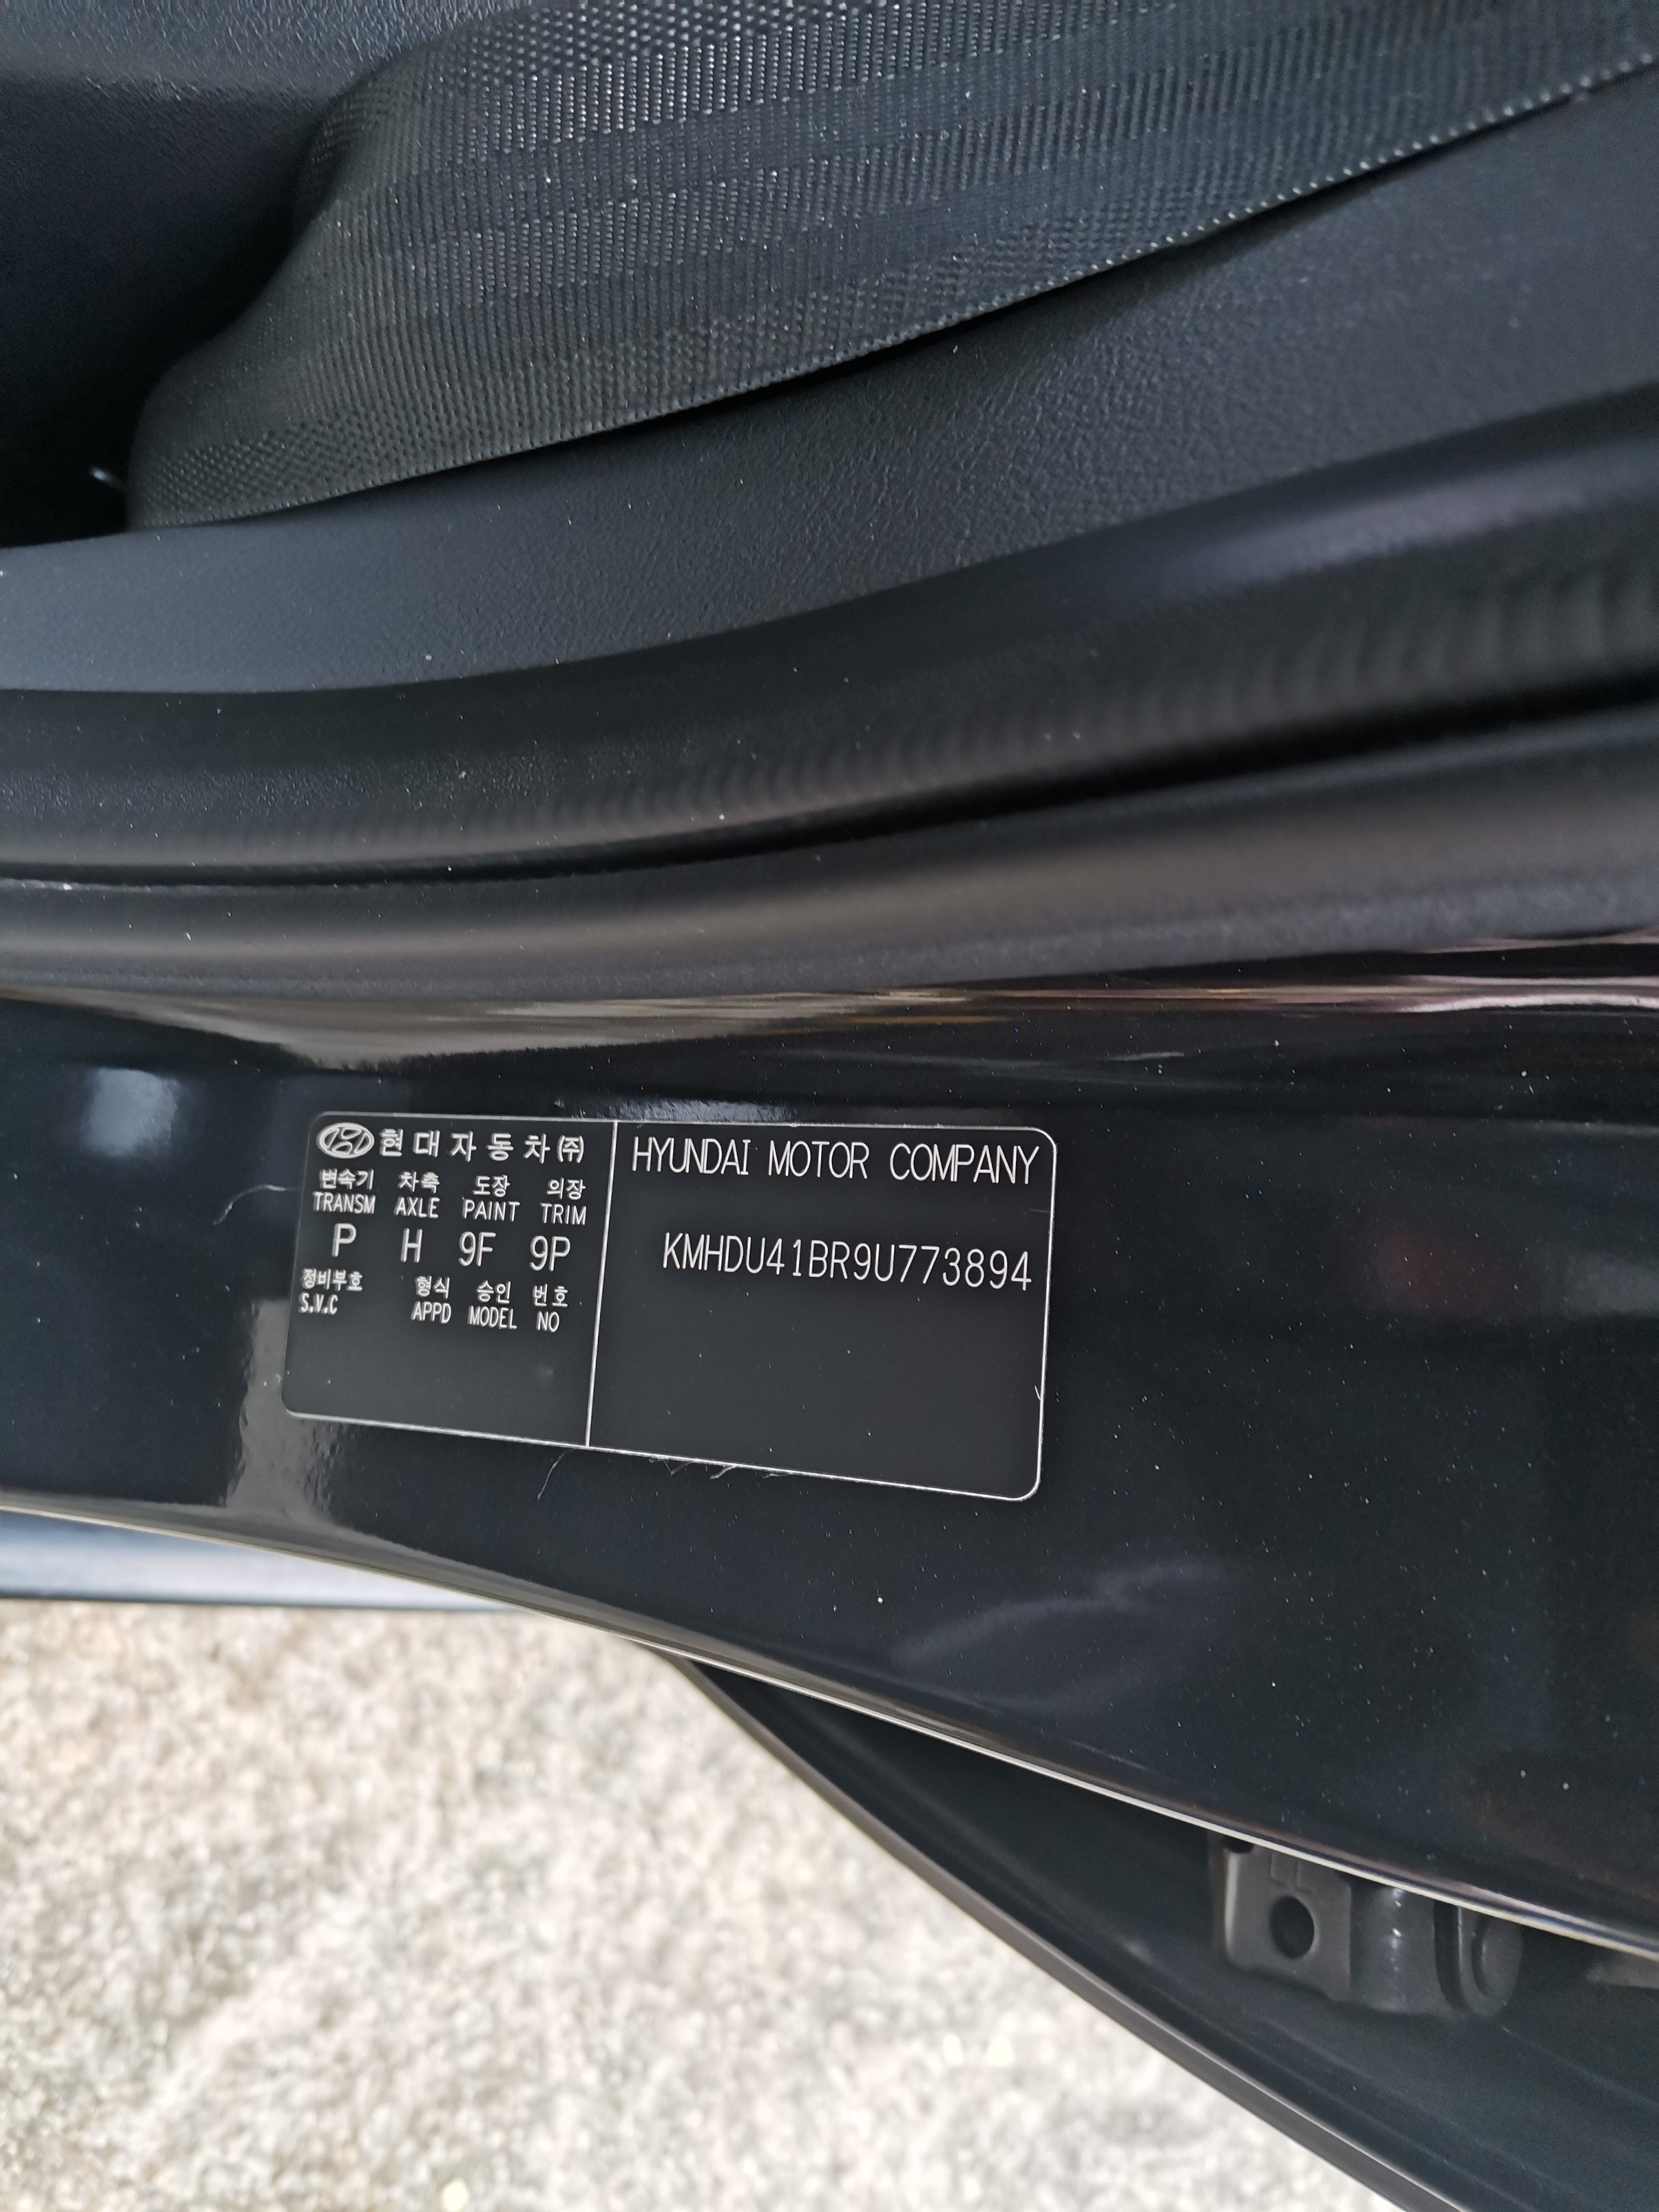 현대자동차㈜
변속기 차축 도장 의장
TRANSM AXLE PAINT TRIM
P H 9F 9P
정비부호 형식 승인 번호
S.V.C APPD MODEL NO
HYUNDAI MOTOR COMPANY
KMHDU41BR9U773894